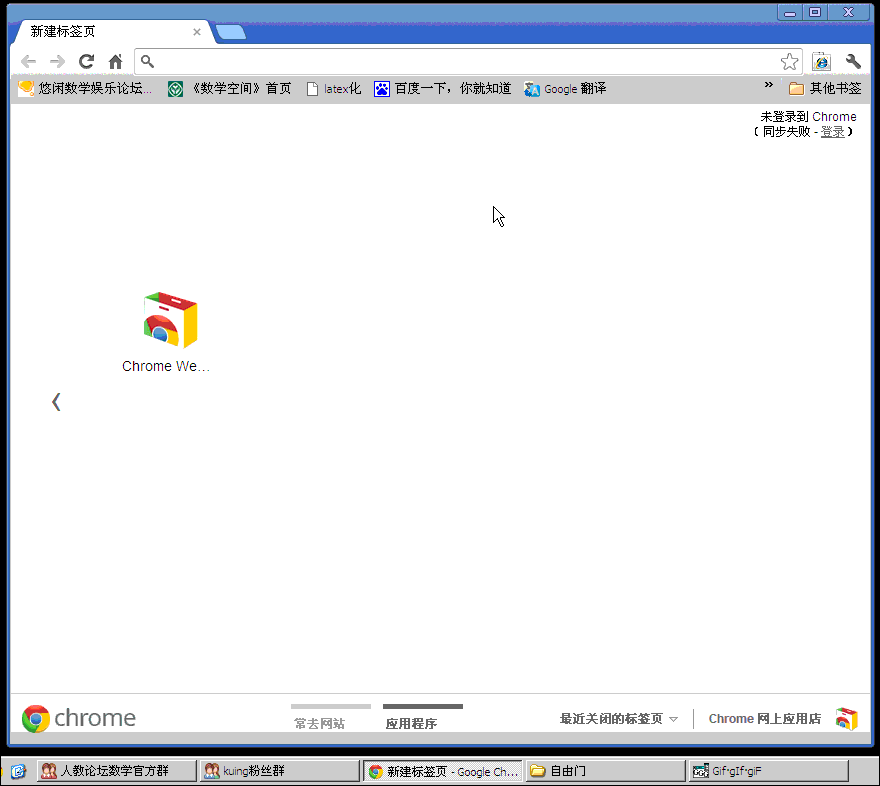 新建标签页
悠闲数学娱乐论坛...
《数学空间》首页
latex化
百度一下，你就知道
Google 翻译
»
其他书签
未登录到 Chrome
( 同步失败 - 登录 )
Chrome We...
chrome
常去网站
应用程序
最近关闭的标签页
Chrome 网上应用店
人教论坛数学官方群
kuing粉丝群
新建标签页 - Google Ch...
自由门
Gif·gIf·giF